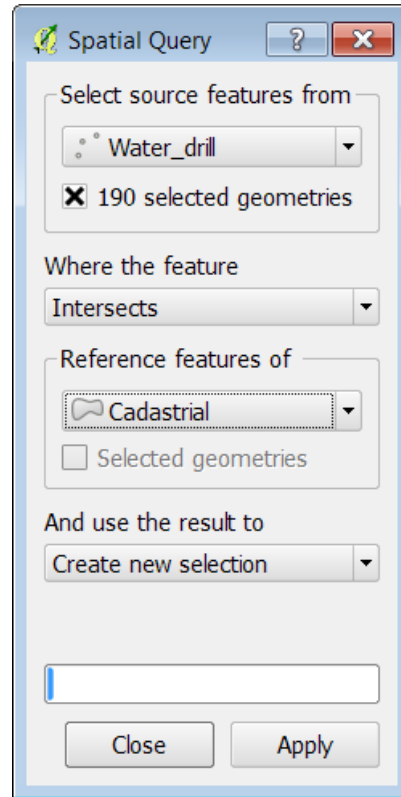 Spatial Query
Select source features from
Water_drill
190 selected geometries
Where the feature
Intersects
Reference features of
Cadastrial
Selected geometries
And use the result to
Create new selection
Close Apply